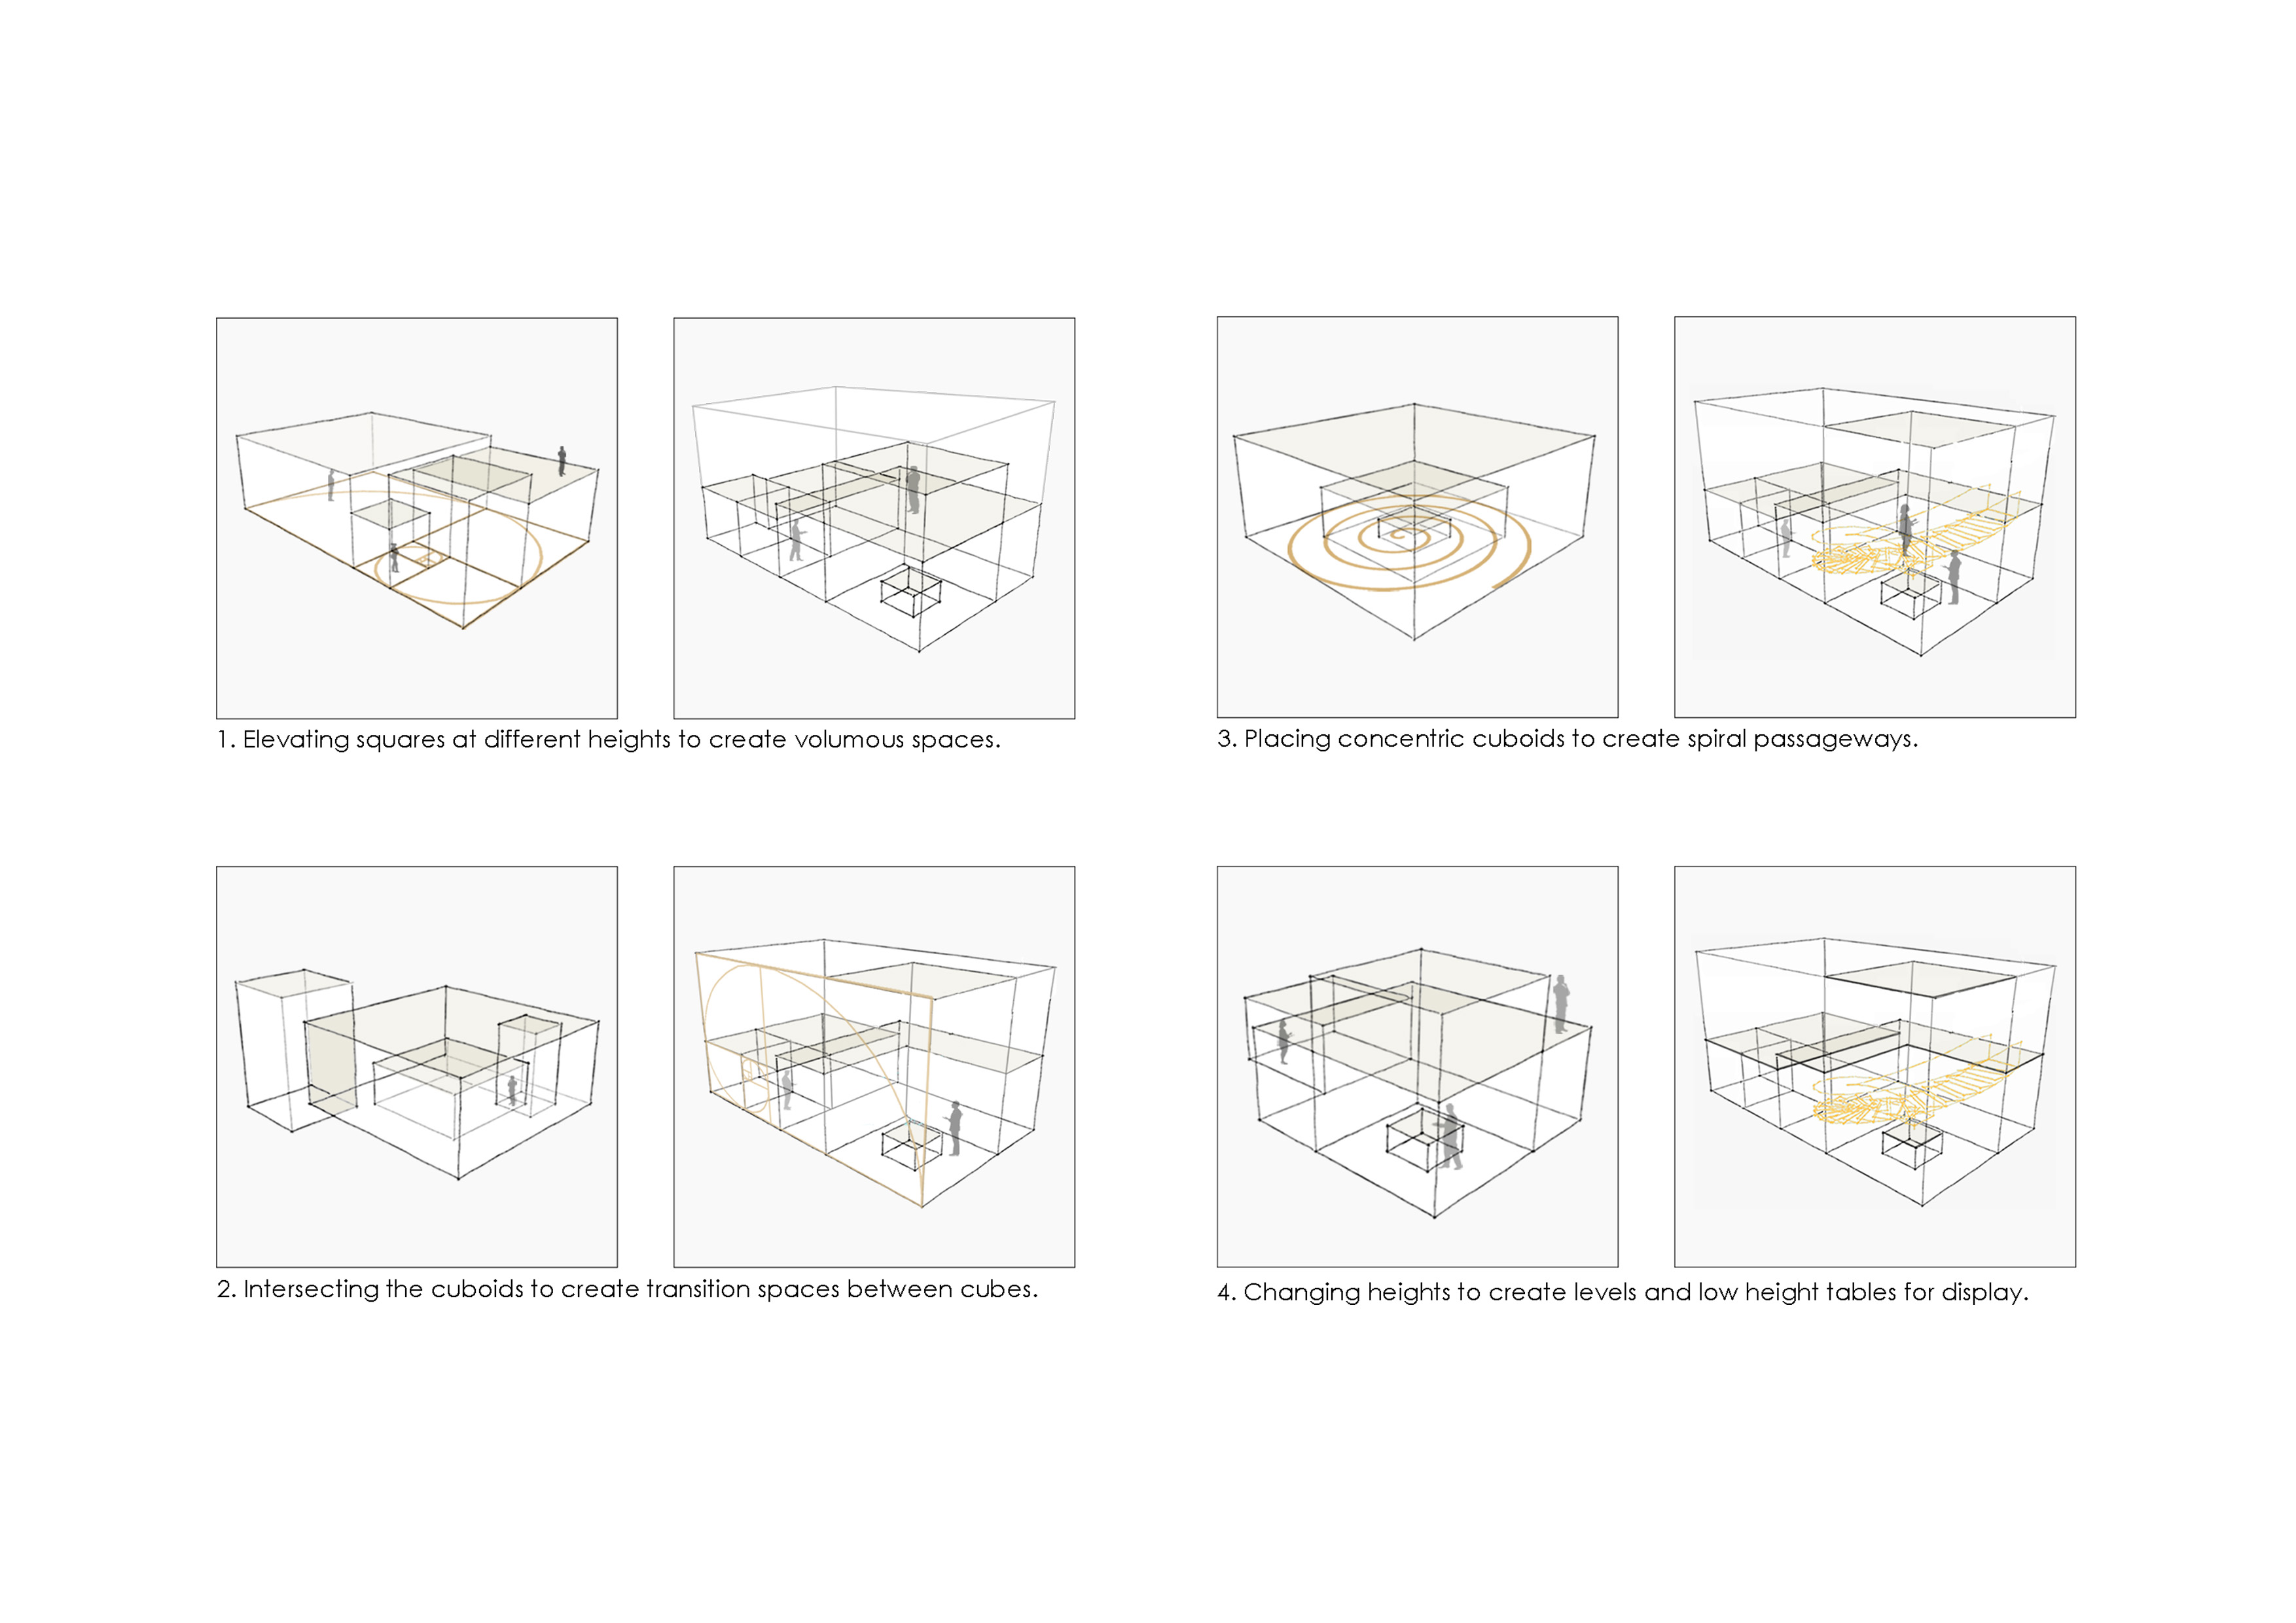 1. Elevating squares at different heights to create volumous spaces.
2. Intersecting the cuboids to create transition spaces between cubes.
3. Placing concentric cuboids to create spiral passageways.
4. Changing heights to create levels and low height tables for display.